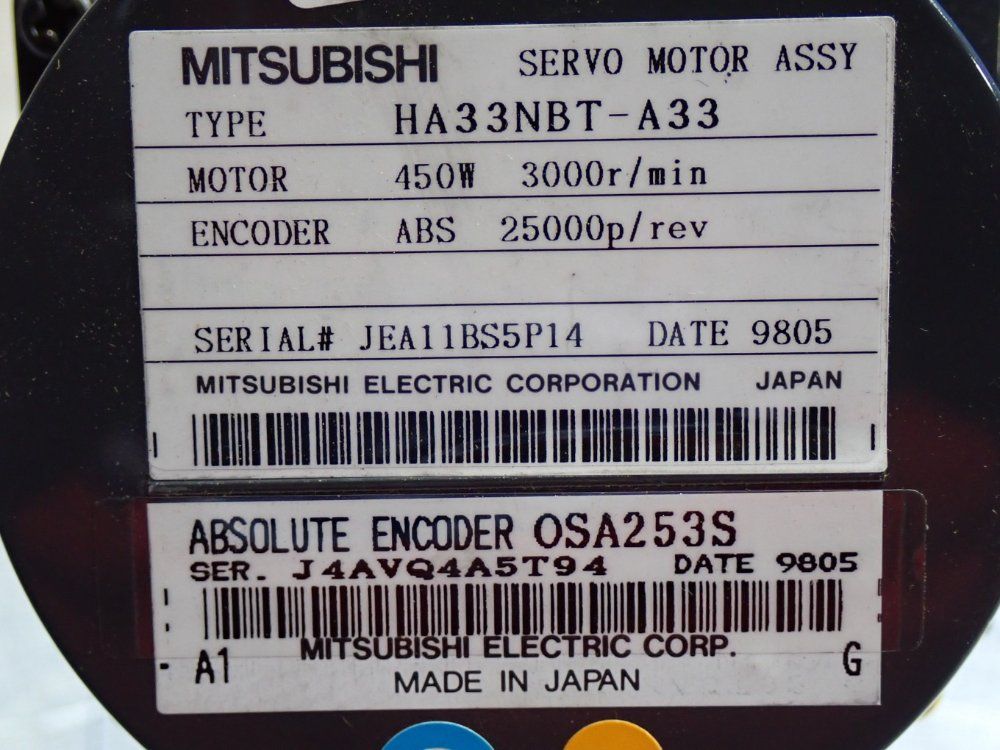 MITSUBISHI SERVO MOTOR ASSY
TYPE HA33NBT-A33
MOTOR 450W 3000r/min
ENCODER ABS 25000p/rev
SERIAL# JEA11BS5P14 DATE 9805
MITSUBISHI ELECTRIC CORPORATION JAPAN
ABSOLUTE ENCODER OSA253S
SER. J4AVQ4A5T94 DATE 9805
MITSUBISHI ELECTRIC CORP.
A1 G
MADE IN JAPAN